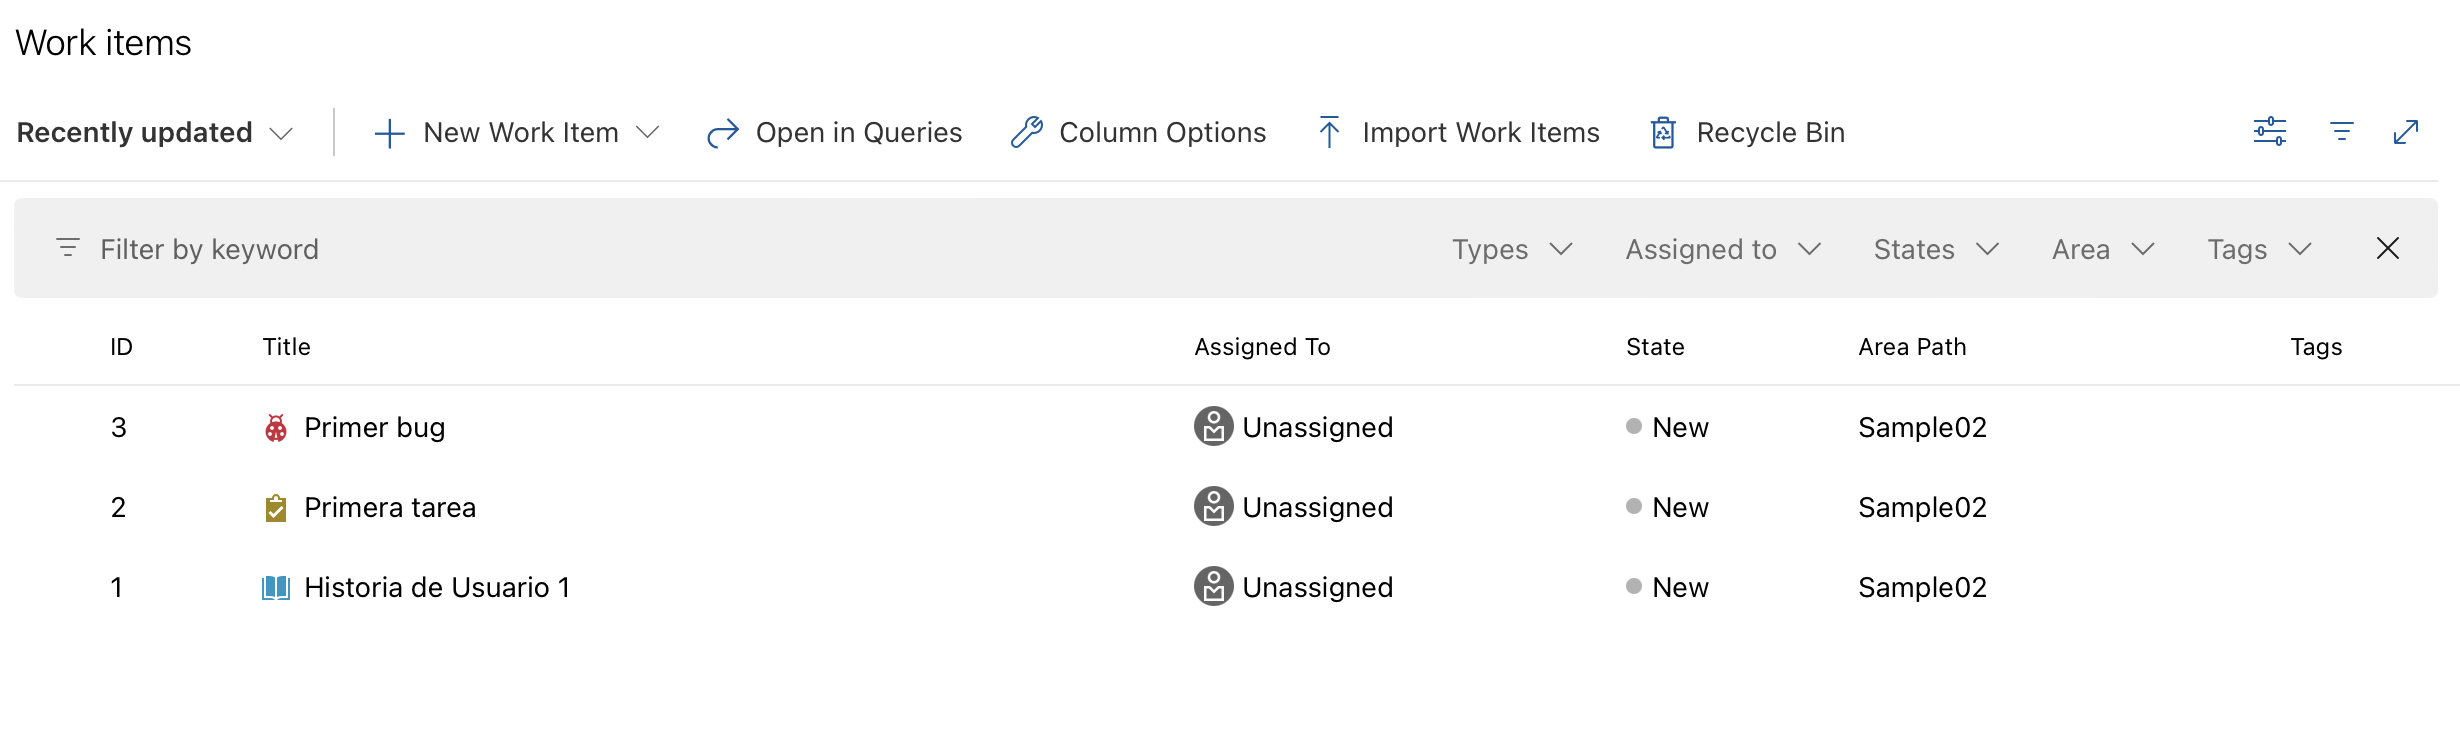 Work items
Recently updated New Work Item Open in Queries Column Options Import Work Items Recycle Bin
Filter by keyword Types Assigned to States Area Tags
ID Title Assigned To State Area Path Tags
3 Primer bug Unassigned New Sample02
2 Primera tarea Unassigned New Sample02
1 Historia de Usuario 1 Unassigned New Sample02